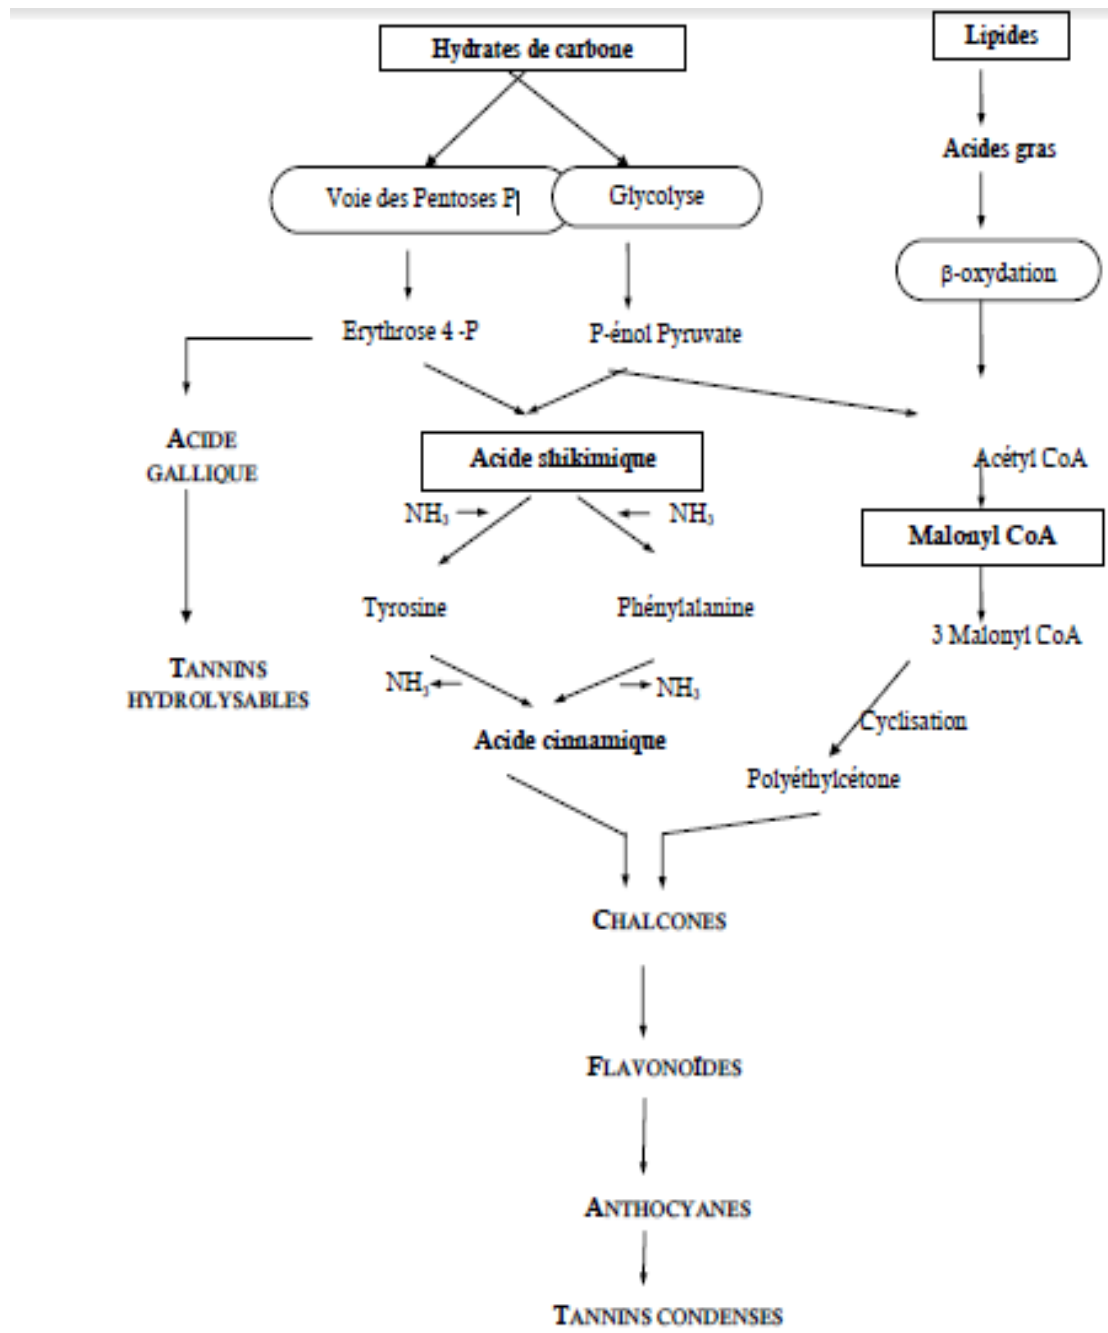 Hydrates de carbone
Lipides
Acides gras
Voie des Pentoses P
Glycolyse
β-oxydation
Erythrose 4 -P
P-énol Pyruvate
ACIDE
GALLIQUE
Acide shikimique
Acétyl CoA
NH₃
NH₃
Malonyl CoA
Tyrosine
Phénylalanine
3 Malonyl CoA
TANNINS
HYDROLYSABLES
NH₃
NH₃
Cyclisation
Acide cinnamique
Polyéthylcétone
CHALCONES
FLAVONOÏDES
ANTHOCYANES
TANNINS CONDENSES